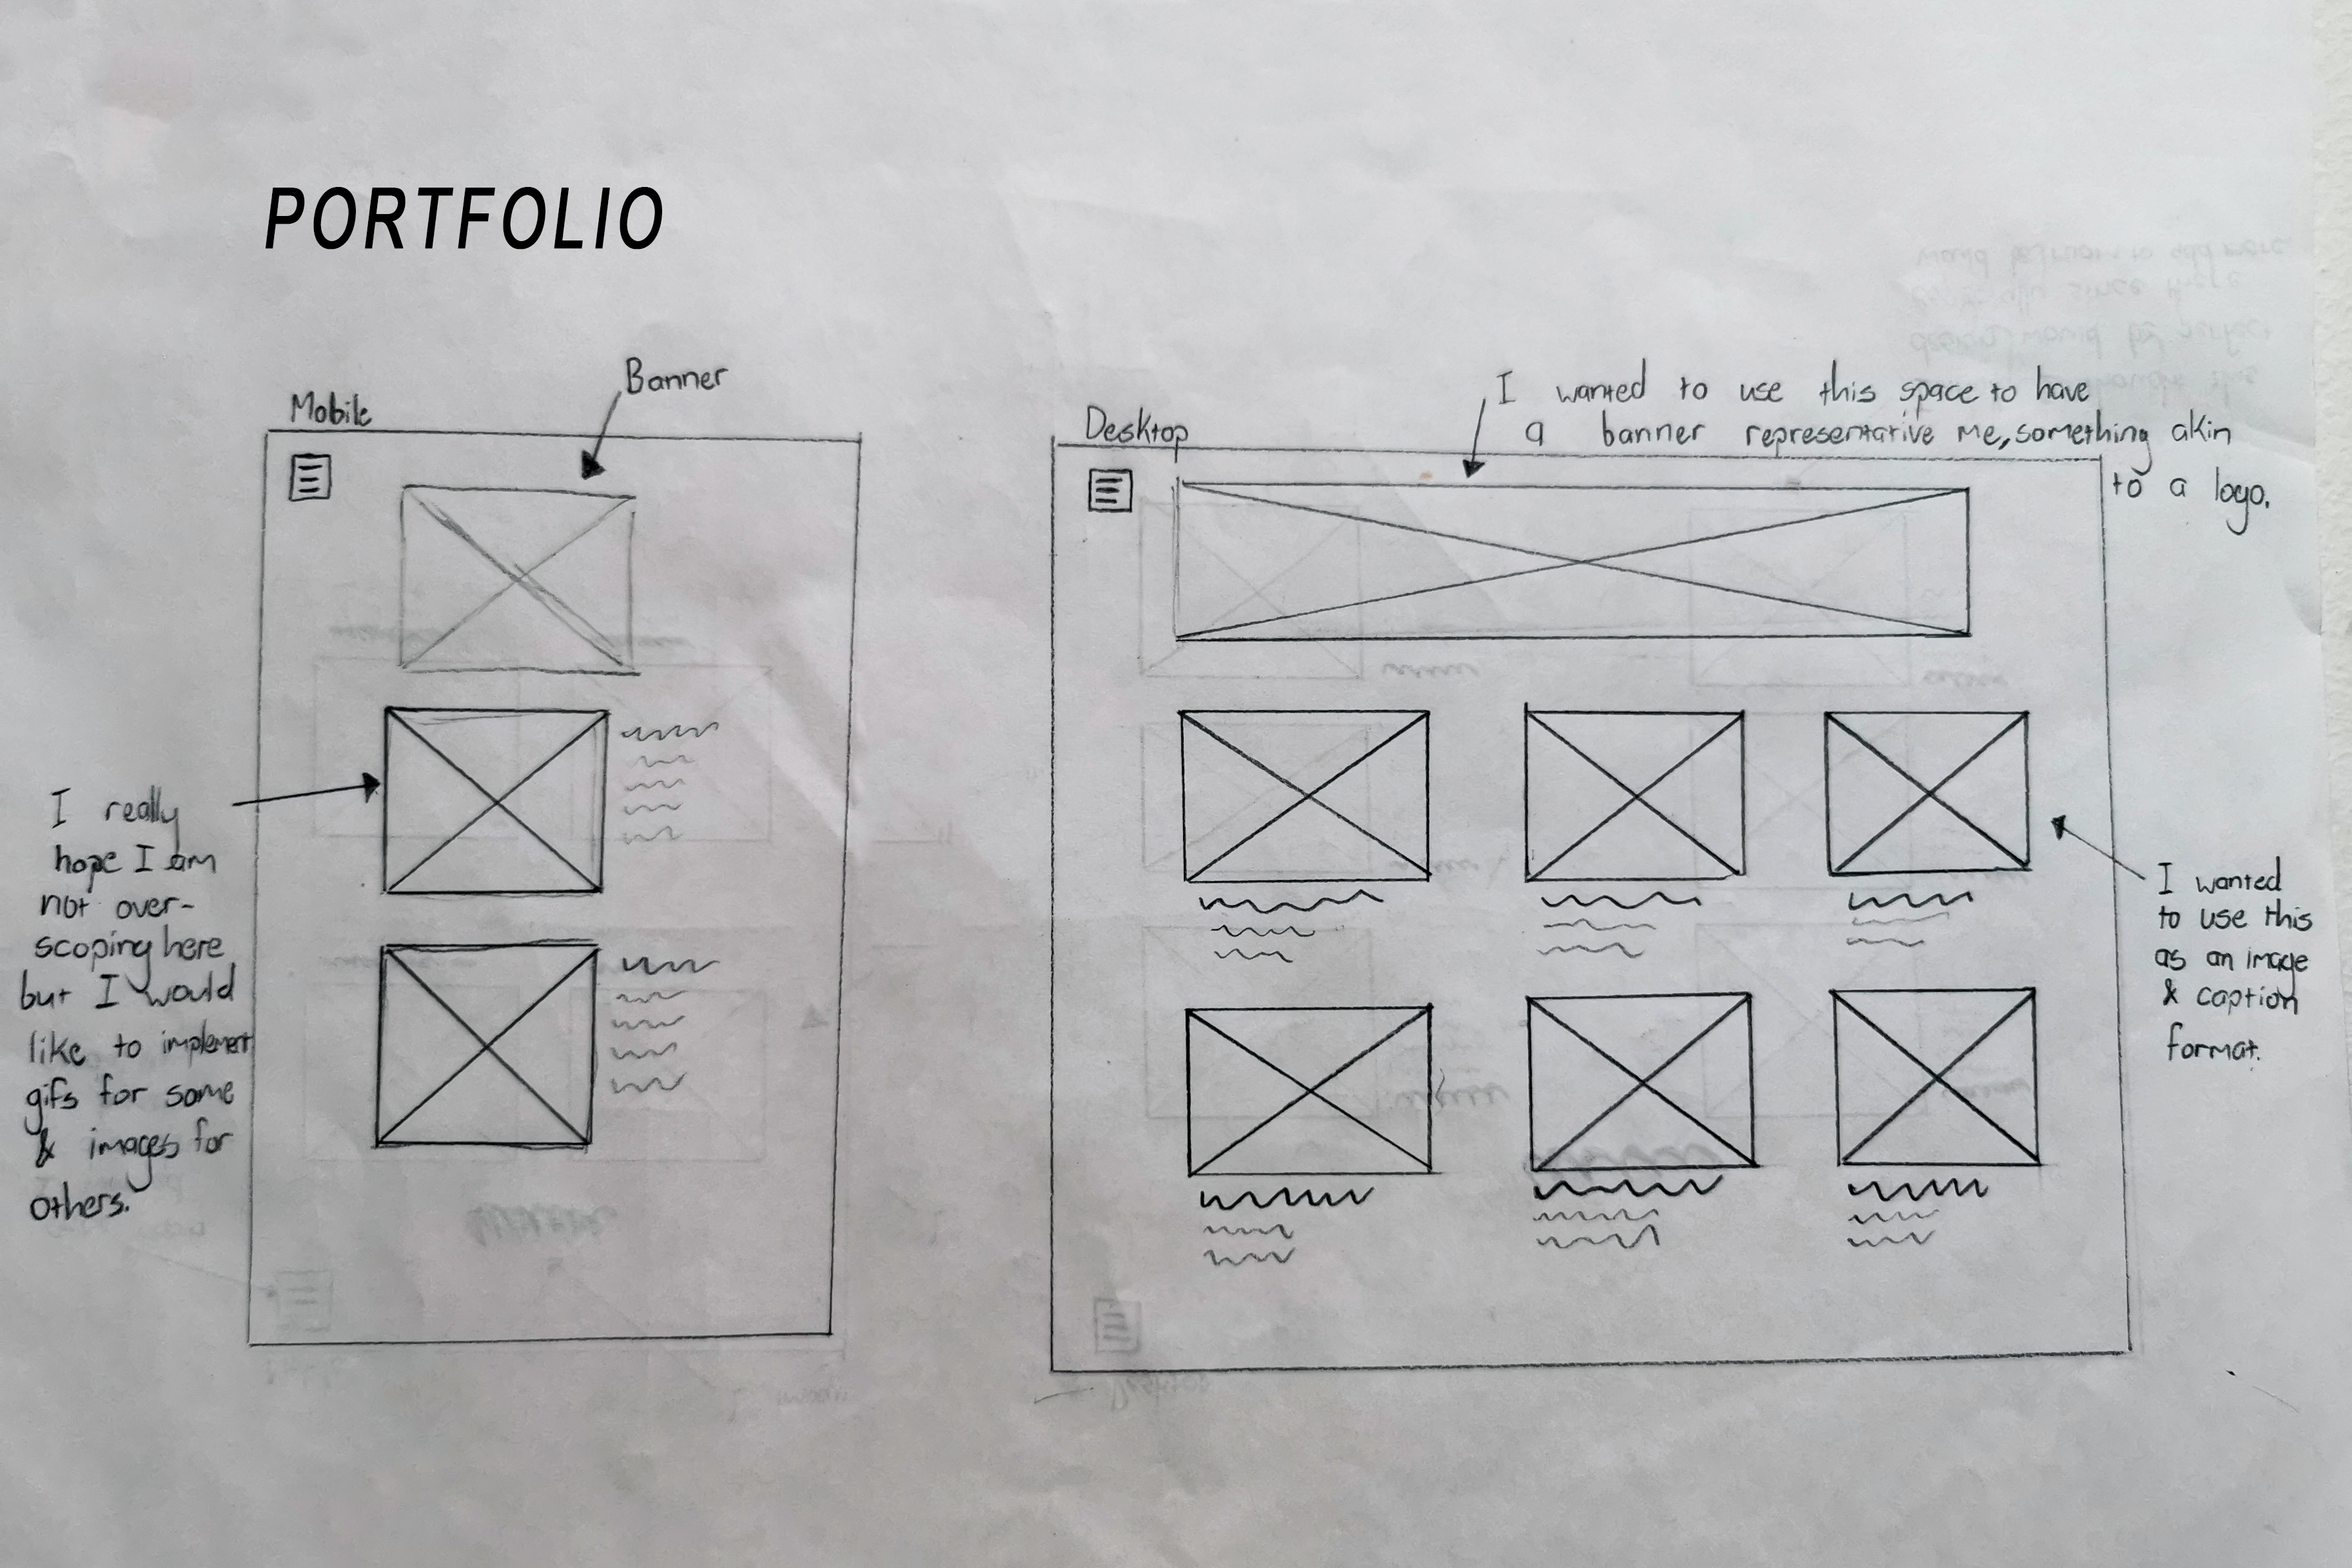 PORTFOLIO
Mobile
Banner
I really
hope I am
not over-
scoping here
but I would
like to implement
gifs for some
& images for
others.
Desktop
I wanted to use this space to have
a banner representative me, something akin
to a logo.
I wanted
to use this
as an image
& caption
format.